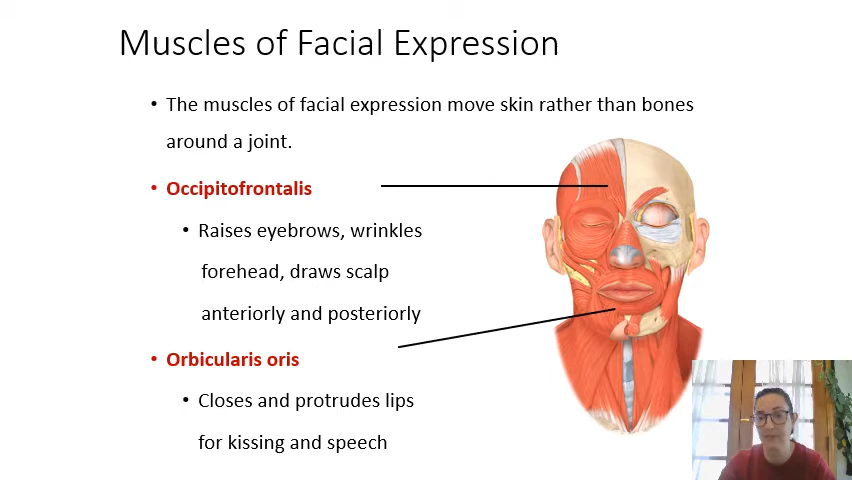 Muscles of Facial Expression
• The muscles of facial expression move skin rather than bones
around a joint.
• Occipitofrontalis
• Raises eyebrows, wrinkles
forehead, draws scalp
anteriorly and posteriorly
• Orbicularis oris
• Closes and protrudes lips
for kissing and speech